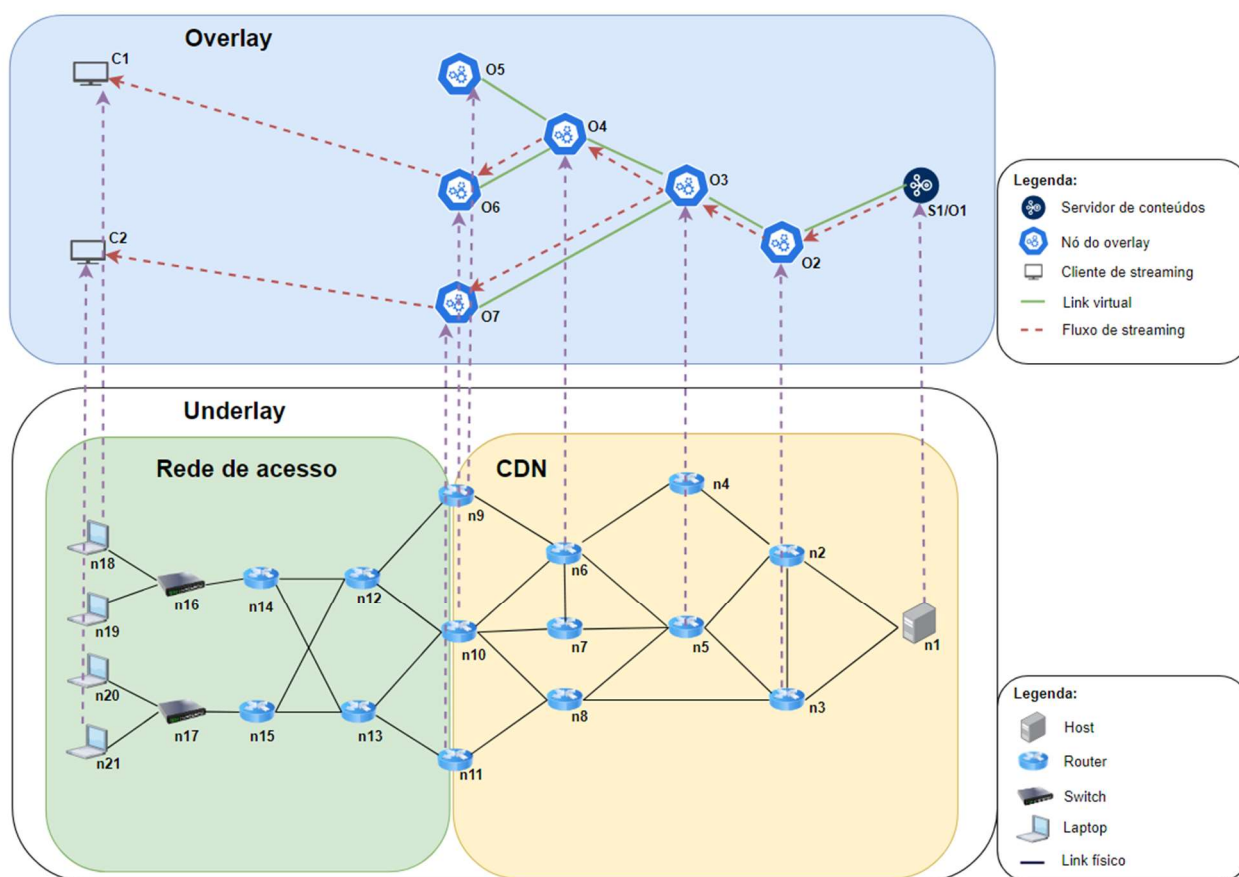 Overlay
C1
O5
O4
O3
O6
S1/O1
C2
O2
O7
Legenda:
Servidor de conteúdos
Nó do overlay
Cliente de streaming
Link virtual
Fluxo de streaming
Underlay
Rede de acesso
CDN
n9
n4
n18
n6
n2
n16
n14
n12
n19
n10
n7
n5
n1
n20
n17
n15
n13
n8
n3
n21
n11
Legenda:
Host
Router
Switch
Laptop
Link físico